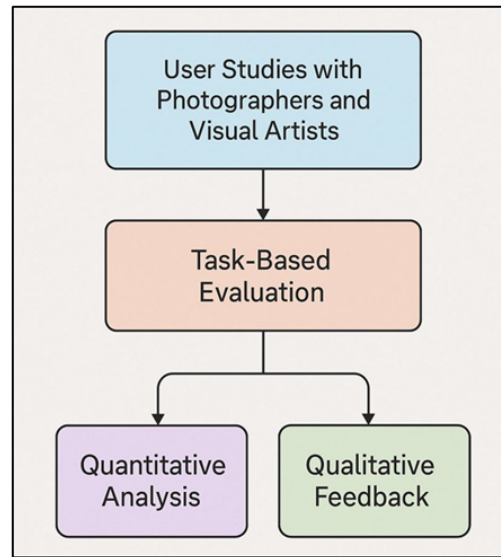 User Studies with
Photographers and
Visual Artists
Task-Based
Evaluation
Quantitative
Analysis
Qualitative
Feedback